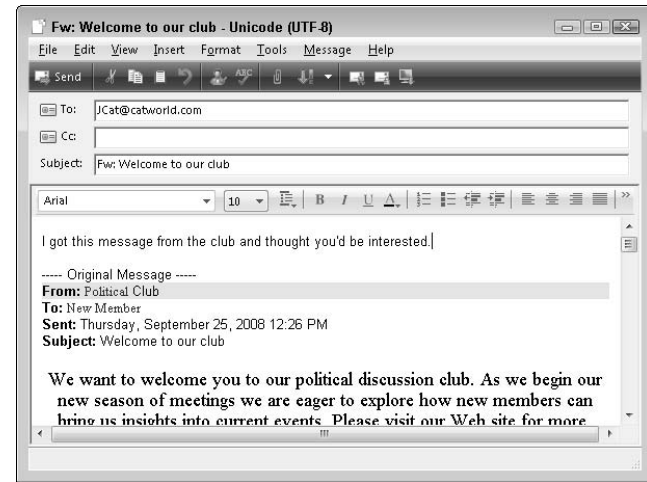 Fw: Welcome to our club - Unicode (UTF-8)
File Edit View Insert Format Tools Message Help
Send
To: JCat@catworld.com
Cc:
Subject: Fw: Welcome to our club
Arial 10 B I U A »
I got this message from the club and thought you'd be interested.
----- Original Message -----
From: Political Club
To: New Member
Sent: Thursday, September 25, 2008 12:26 PM
Subject: Welcome to our club
We want to welcome you to our political discussion club. As we begin our
new season of meetings we are eager to explore how new members can
bring us insights into current events. Please visit our Web site for more